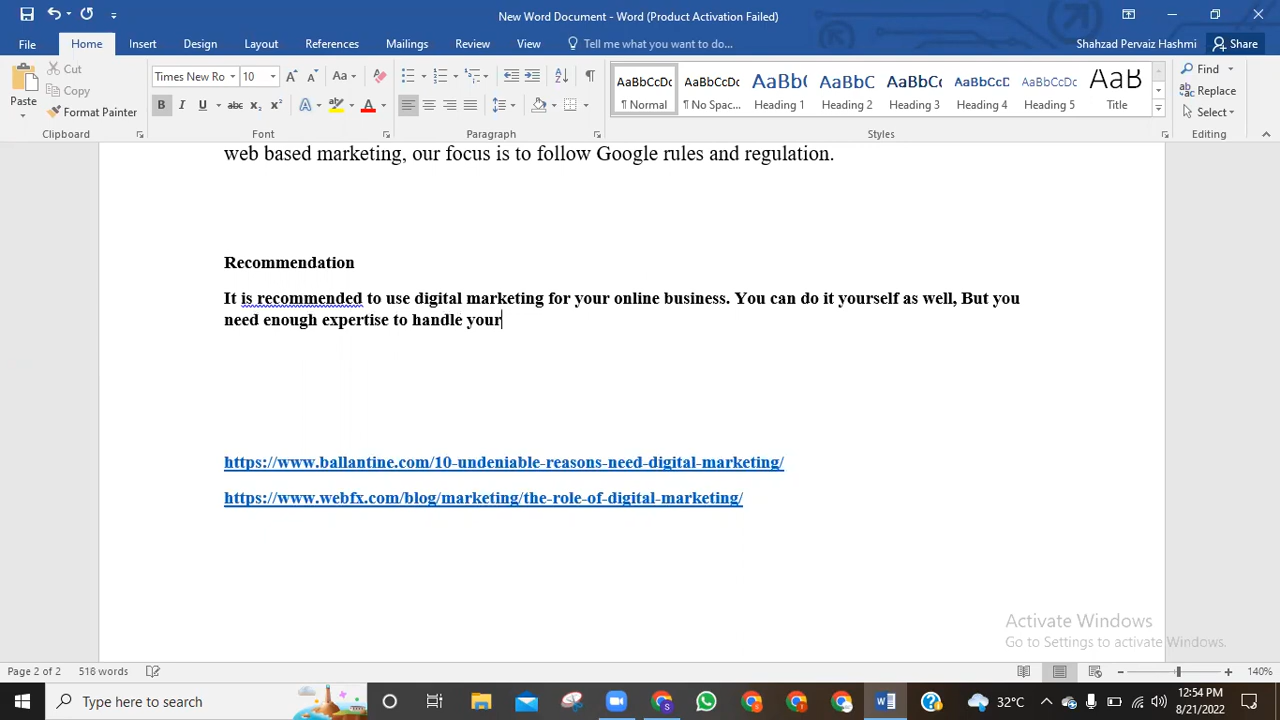 New Word Document - Word (Product Activation Failed)
File Home Insert Design Layout References Mailings Review View Tell me what you want to do... Shahzad Pervaiz Hashmi Share
Paste
Cut
Copy
Format Painter
Times New Ro 10
AaBbCcDc AaBbCcDc AaBbC AaBbCc AaBbCc AaBbCcD AaBbCcDc AaB
¶ Normal ¶ No Spac... Heading 1 Heading 2 Heading 3 Heading 4 Heading 5 Title
Find
Replace
Select
Clipboard Font Paragraph Styles Editing
web based marketing, our focus is to follow Google rules and regulation.
Recommendation
It is recommended to use digital marketing for your online business. You can do it yourself as well, But you
need enough expertise to handle your
https://www.ballantine.com/10-undeniable-reasons-need-digital-marketing/
https://www.webfx.com/blog/marketing/the-role-of-digital-marketing/
Activate Windows
Go to Settings to activate Windows.
Page 2 of 2 516 words 140%
Type here to search 32°C 12:54 PM
8/21/2022